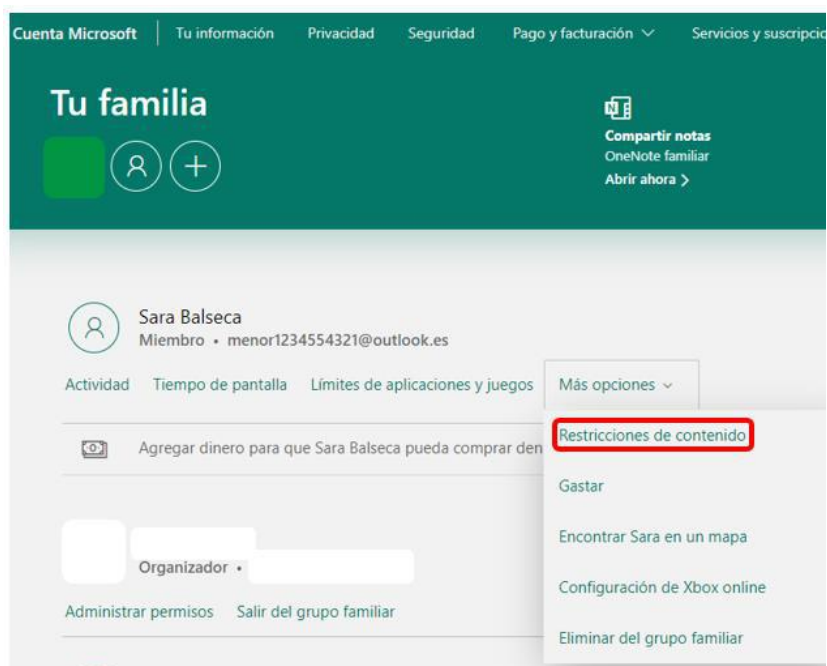 Cuenta Microsoft Tu información Privacidad Seguridad Pago y facturación Servicios y suscripcio
Tu familia
Compartir notas
OneNote familiar
Abrir ahora
Sara Balseca
Miembro • menor1234554321@outlook.es
Actividad Tiempo de pantalla Límites de aplicaciones y juegos Más opciones
Agregar dinero para que Sara Balseca pueda comprar den
Restricciones de contenido
Gastar
Encontrar Sara en un mapa
Configuración de Xbox online
Eliminar del grupo familiar
Organizador •
Administrar permisos Salir del grupo familiar